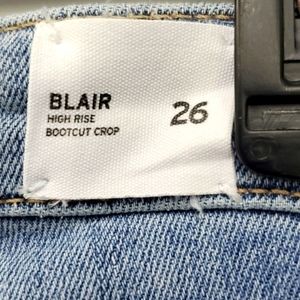 BLAIR
HIGH RISE
BOOTCUT CROP
26